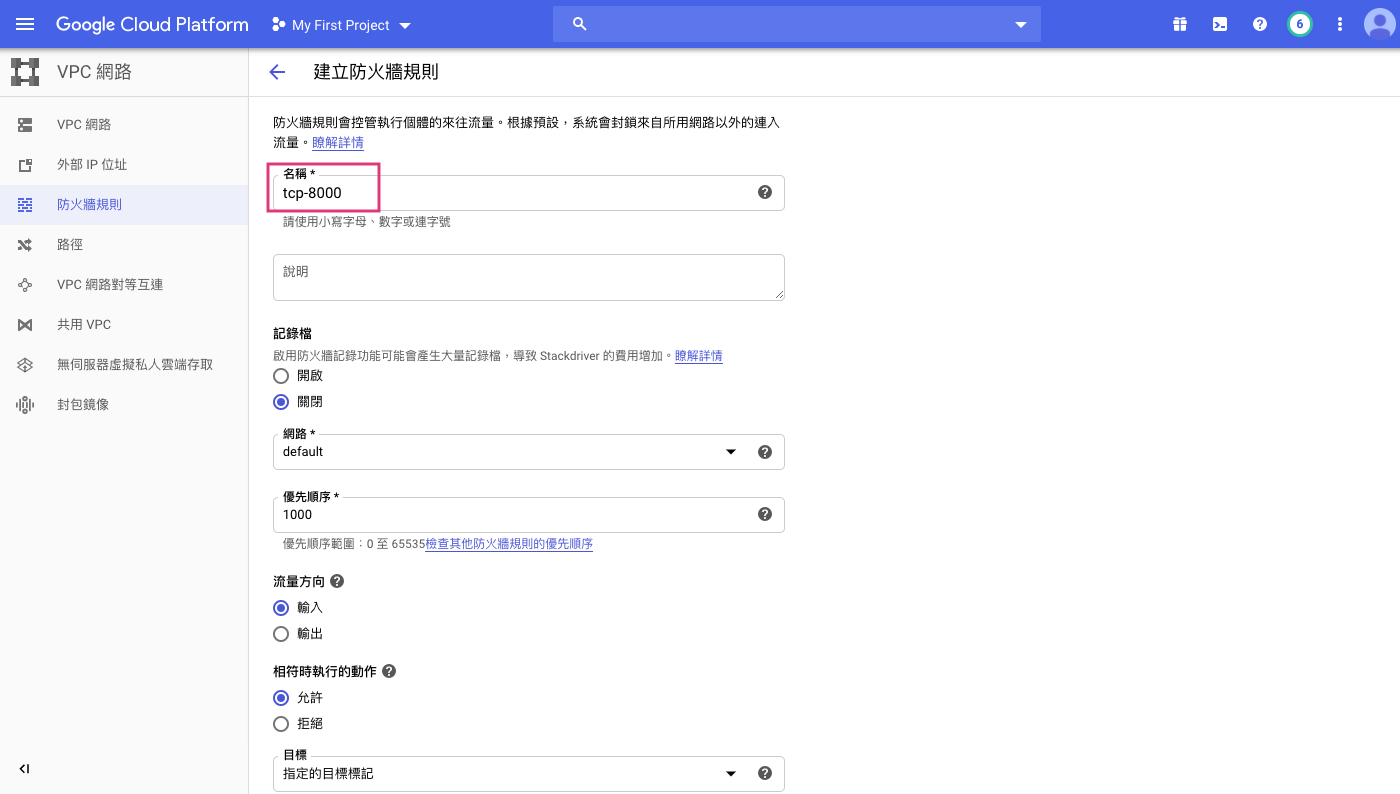 Google Cloud Platform
My First Project
6
VPC 網路
建立防火牆規則
VPC 網路
外部 IP 位址
防火牆規則
路徑
VPC 網路對等互連
共用 VPC
無伺服器虛擬私人雲端存取
封包鏡像
防火牆規則會控管執行個體的來往流量。根據預設，系統會封鎖來自所用網路以外的連入
流量。瞭解詳情
名稱 *
tcp-8000
請使用小寫字母、數字或連字號
說明
記錄檔
啟用防火牆記錄功能可能會產生大量記錄檔，導致 Stackdriver 的費用增加。瞭解詳情
開啟
關閉
網路 *
default
優先順序 *
1000
優先順序範圍：0 至 65535檢查其他防火牆規則的優先順序
流量方向
輸入
輸出
相符時執行的動作
允許
拒絕
目標
指定的目標標記